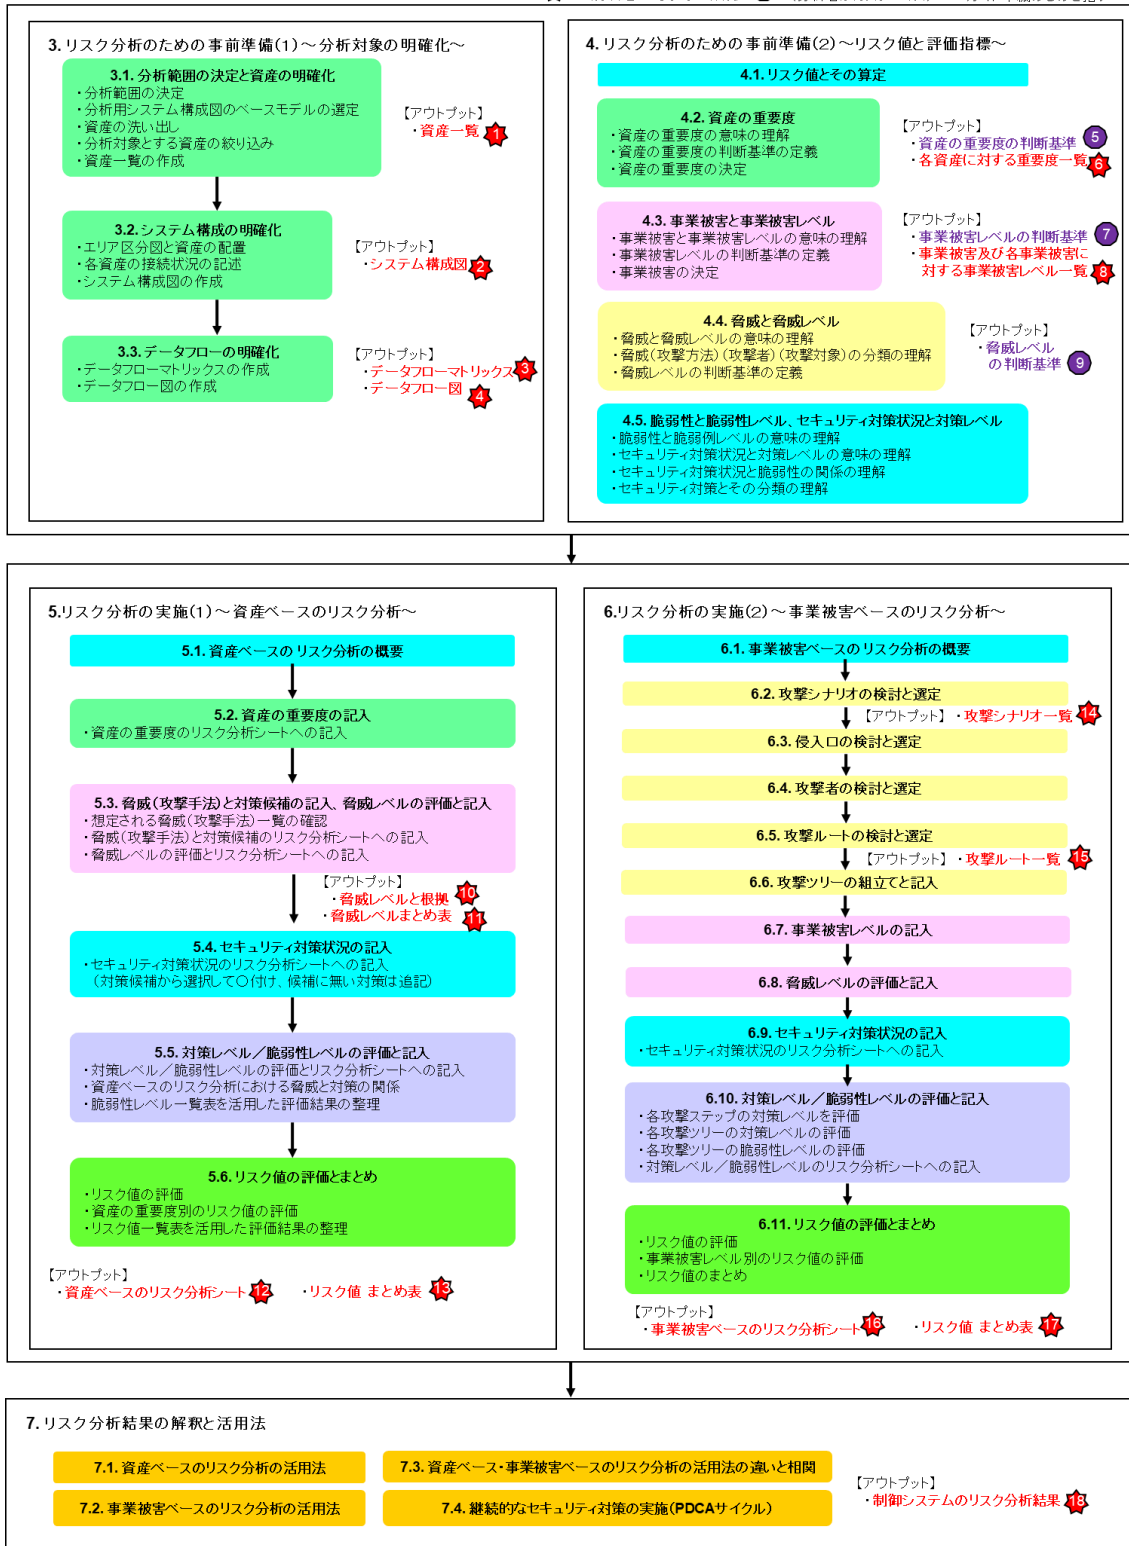 3. リスク分析のための事前準備(1)～分析対象の明確化～
3.1. 分析範囲の決定と資産の明確化
・分析範囲の決定
・分析用システム構成図のベースモデルの選定
・資産の洗い出し
・分析対象とする資産の絞り込み
・資産一覧の作成
【アウトプット】
・資産一覧 1
3.2. システム構成の明確化
・エリア区分図と資産の配置
・各資産の接続状況の記述
・システム構成図の作成
【アウトプット】
・システム構成図 2
3.3. データフローの明確化
・データフローマトリックスの作成
・データフロー図の作成
【アウトプット】
・データフローマトリックス 3
・データフロー図 4
4. リスク分析のための事前準備(2)～リスク値と評価指標～
4.1. リスク値とその算定
4.2. 資産の重要度
・資産の重要度の意味の理解
・資産の重要度の判断基準の定義
・資産の重要度の決定
【アウトプット】
・資産の重要度の判断基準 5
・各資産に対する重要度一覧 6
4.3. 事業被害と事業被害レベル
・事業被害と事業被害レベルの意味の理解
・事業被害レベルの判断基準の定義
・事業被害の決定
【アウトプット】
・事業被害レベルの判断基準 7
・事業被害及び各事業被害に
対する事業被害レベル一覧 8
4.4. 脅威と脅威レベル
・脅威と脅威レベルの意味の理解
・脅威(攻撃方法)(攻撃者)(攻撃対象)の分類の理解
・脅威レベルの判断基準の定義
【アウトプット】
・脅威レベル
の判断基準 9
4.5. 脆弱性と脆弱性レベル、セキュリティ対策状況と対策レベル
・脆弱性と脆弱例レベルの意味の理解
・セキュリティ対策状況と対策レベルの意味の理解
・セキュリティ対策状況と脆弱性の関係の理解
・セキュリティ対策とその分類の理解
5.リスク分析の実施(1)～資産ベースのリスク分析～
5.1. 資産ベースのリスク分析の概要
5.2. 資産の重要度の記入
・資産の重要度のリスク分析シートへの記入
5.3. 脅威(攻撃手法)と対策候補の記入、脅威レベルの評価と記入
・想定される脅威(攻撃手法)一覧の確認
・脅威(攻撃手法)と対策候補のリスク分析シートへの記入
・脅威レベルの評価とリスク分析シートへの記入
【アウトプット】
・脅威レベルと根拠 10
・脅威レベルまとめ表 11
5.4. セキュリティ対策状況の記入
・セキュリティ対策状況のリスク分析シートへの記入
(対策候補から選択して○付け、候補に無い対策は追記)
5.5. 対策レベル／脆弱性レベルの評価と記入
・対策レベル／脆弱性レベルの評価とリスク分析シートへの記入
・資産ベースのリスク分析における脅威と対策の関係
・脆弱性レベル一覧表を活用した評価結果の整理
5.6. リスク値の評価とまとめ
・リスク値の評価
・資産の重要度別のリスク値の評価
・リスク値一覧表を活用した評価結果の整理
【アウトプット】
・資産ベースのリスク分析シート 12 ・リスク値 まとめ表 13
6.リスク分析の実施(2)～事業被害ベースのリスク分析～
6.1. 事業被害ベースのリスク分析の概要
6.2. 攻撃シナリオの検討と選定
【アウトプット】・攻撃シナリオ一覧 14
6.3. 侵入口の検討と選定
6.4. 攻撃者の検討と選定
6.5. 攻撃ルートの検討と選定
【アウトプット】・攻撃ルート一覧 15
6.6. 攻撃ツリーの組立てと記入
6.7. 事業被害レベルの記入
6.8. 脅威レベルの評価と記入
6.9. セキュリティ対策状況の記入
・セキュリティ対策状況のリスク分析シートへの記入
6.10. 対策レベル／脆弱性レベルの評価と記入
・各攻撃ステップの対策レベルを評価
・各攻撃ツリーの対策レベルの評価
・各攻撃ツリーの脆弱性レベルの評価
・対策レベル／脆弱性レベルのリスク分析シートへの記入
6.11. リスク値の評価とまとめ
・リスク値の評価
・事業被害レベル別のリスク値の評価
・リスク値のまとめ
【アウトプット】
・事業被害ベースのリスク分析シート 16 ・リスク値 まとめ表 17
7. リスク分析結果の解釈と活用法
7.1. 資産ベースのリスク分析の活用法
7.2. 事業被害ベースのリスク分析の活用法
7.3. 資産ベース・事業被害ベースのリスク分析の活用法の違いと相関
7.4. 継続的なセキュリティ対策の実施(PDCAサイクル)
【アウトプット】
・制御システムのリスク分析結果 18